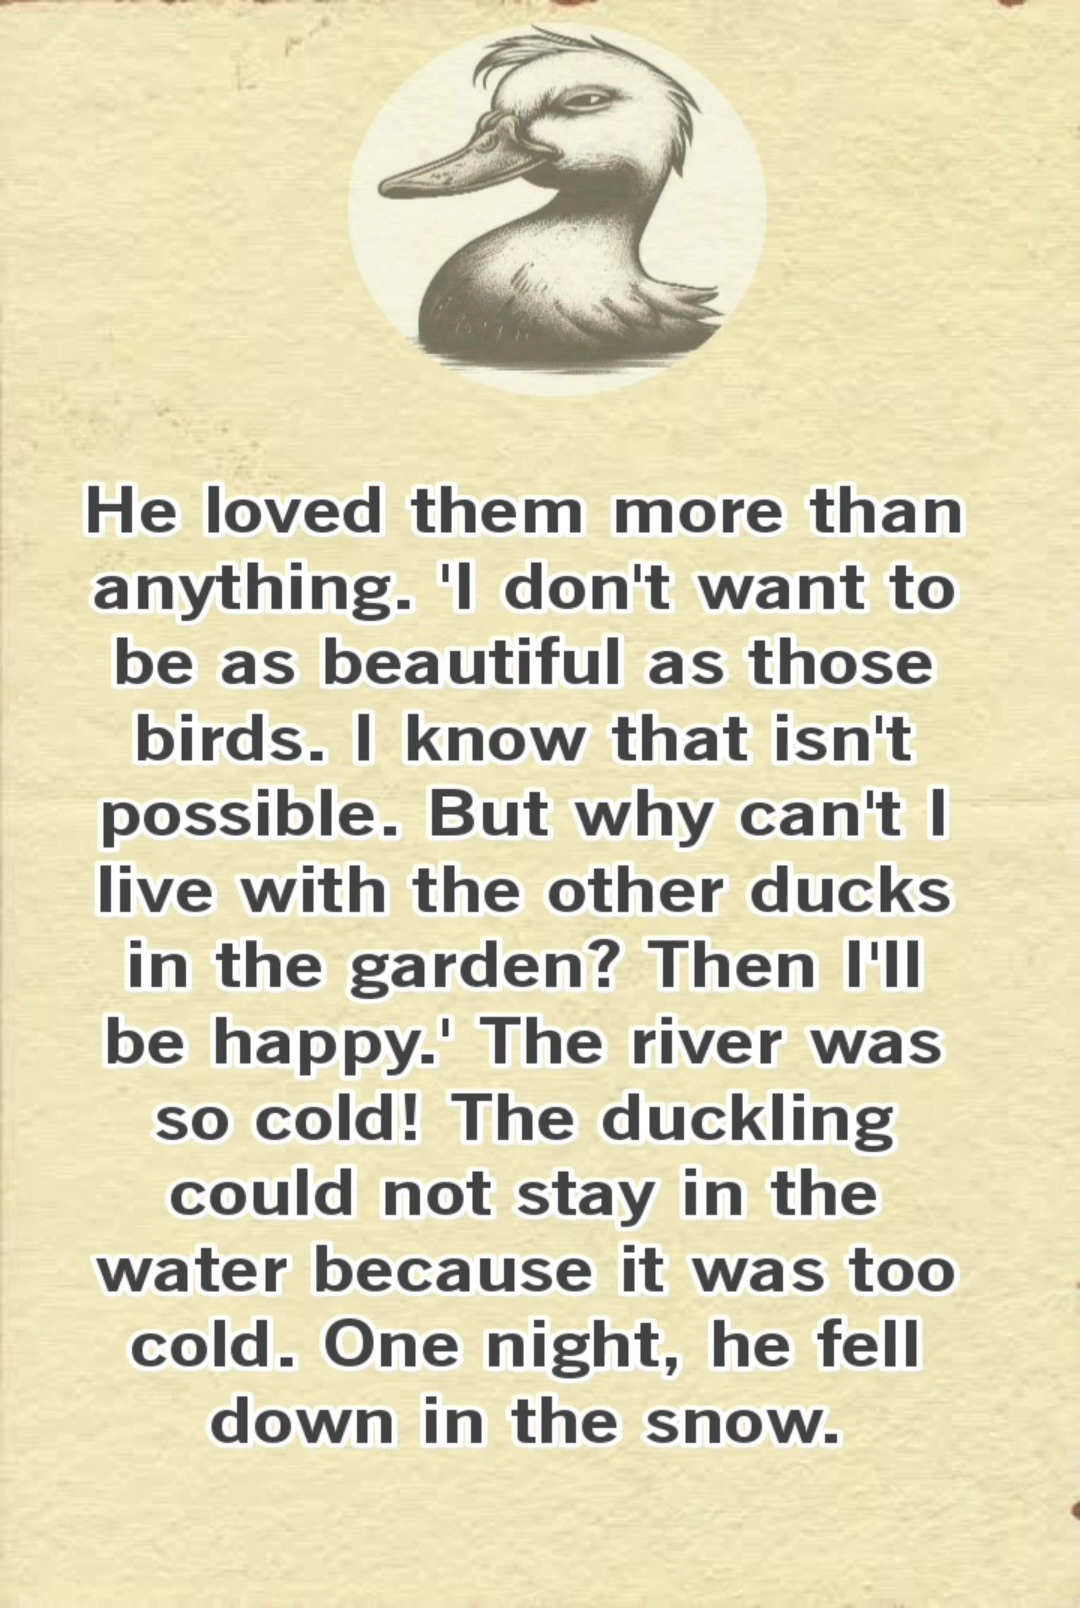 He loved them more than
anything. 'I don't want to
be as beautiful as those
birds. I know that isn't
possible. But why can't I
live with the other ducks
in the garden? Then I'll
be happy.' The river was
so cold! The duckling
could not stay in the
water because it was too
cold. One night, he fell
down in the snow.